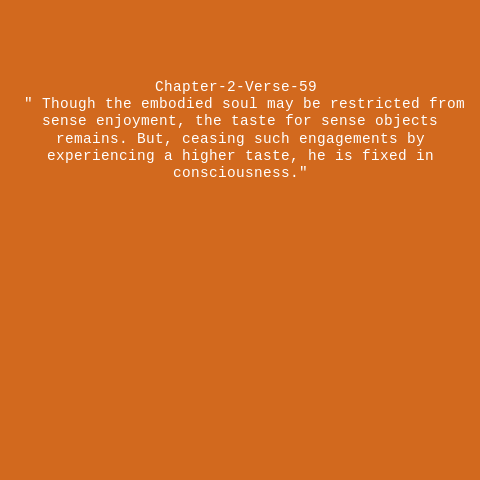 Chapter-2-Verse-59
" Though the embodied soul may be restricted from
sense enjoyment, the taste for sense objects
remains. But, ceasing such engagements by
experiencing a higher taste, he is fixed in
consciousness."